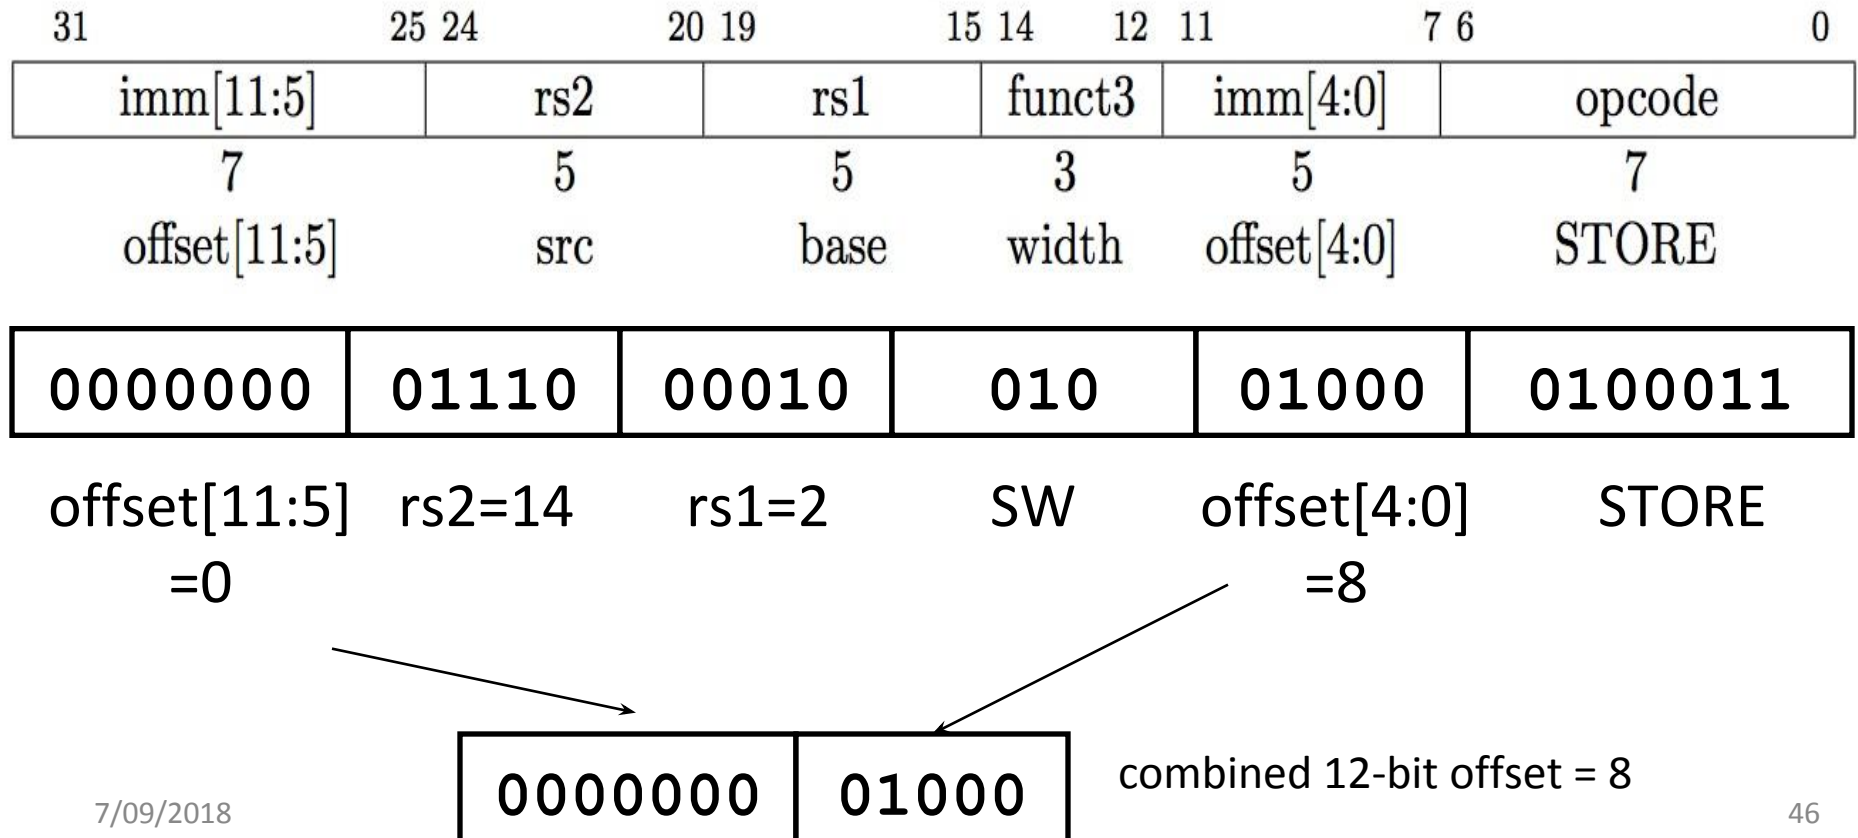 31 25 24 20 19 15 14 12 11 7 6 0
imm[11:5] rs2 rs1 funct3 imm[4:0] opcode
7 5 5 3 5 7
offset[11:5] src base width offset[4:0] STORE
0000000 01110 00010 010 01000 0100011
offset[11:5] rs2=14 rs1=2 SW offset[4:0] STORE
=0 =8
0000000 01000 combined 12-bit offset = 8
7/09/2018 46